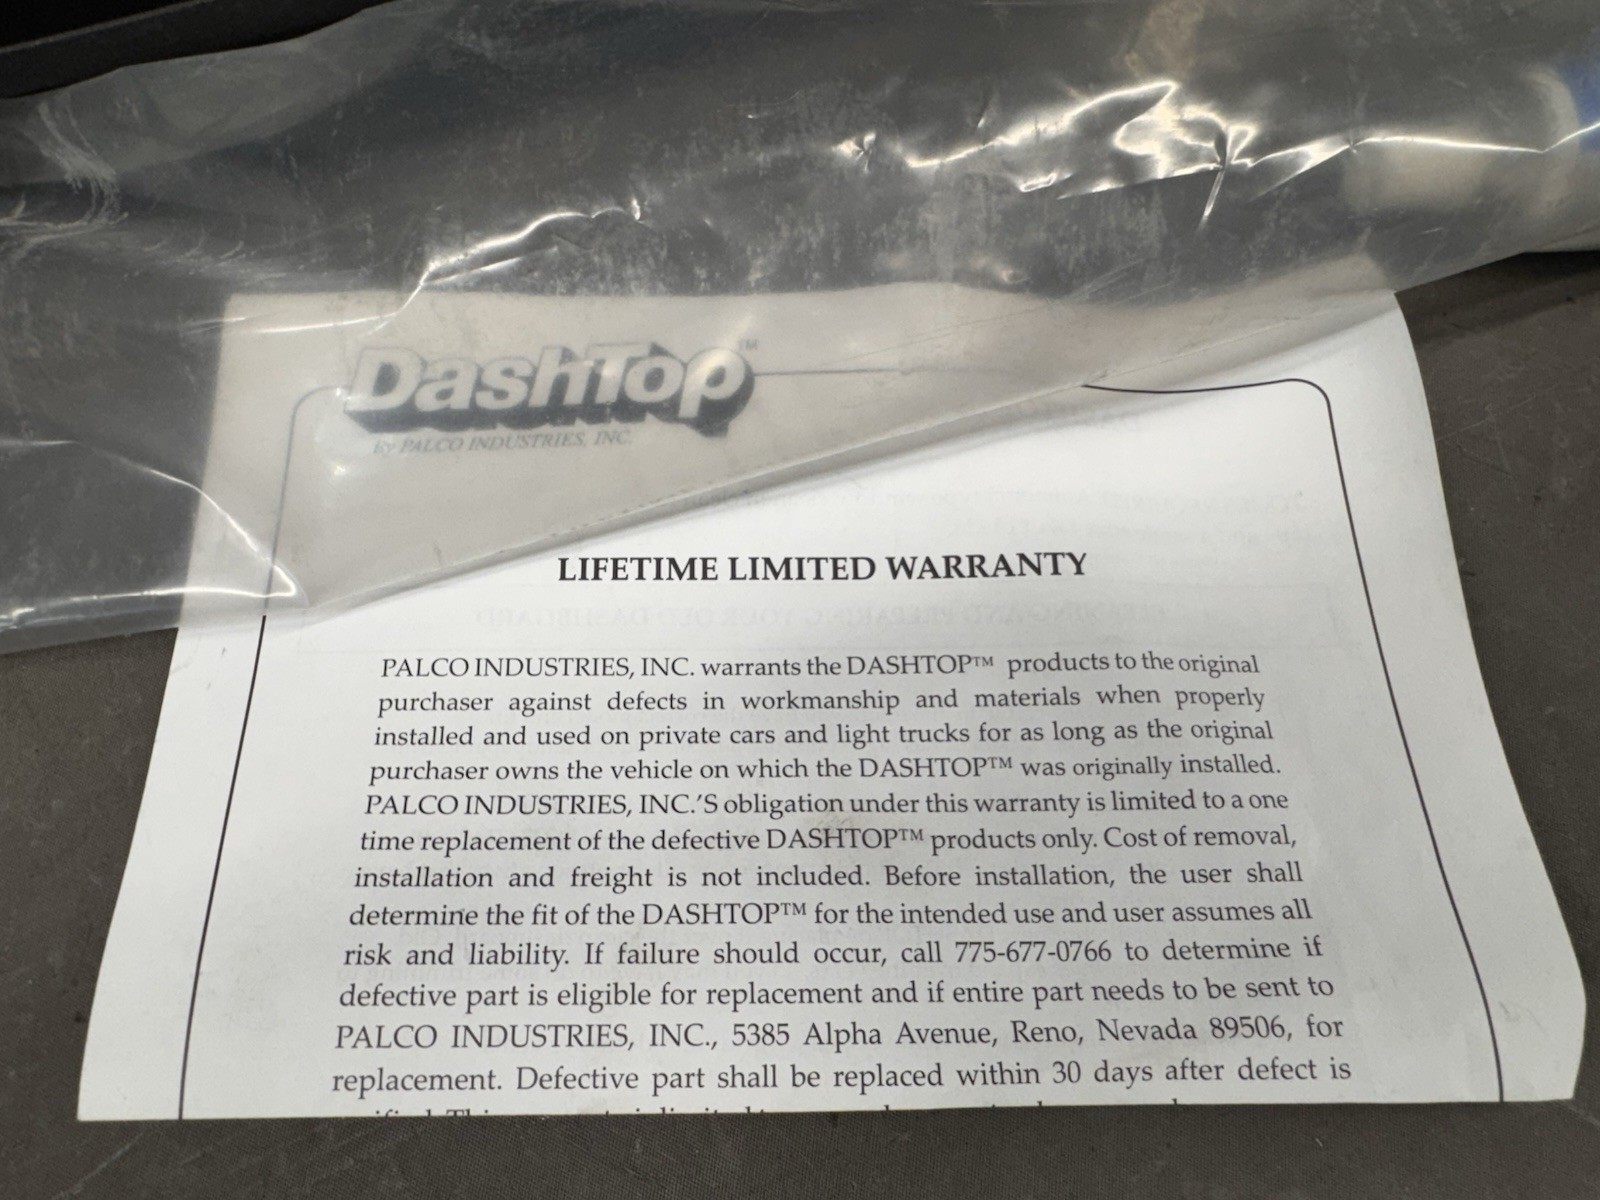 DashTop™
By PALCO INDUSTRIES, INC.
LIFETIME LIMITED WARRANTY
PALCO INDUSTRIES, INC. warrants the DASHTOP™ products to the original
purchaser against defects in workmanship and materials when properly
installed and used on private cars and light trucks for as long as the original
purchaser owns the vehicle on which the DASHTOP™ was originally installed.
PALCO INDUSTRIES, INC.'S obligation under this warranty is limited to a one
time replacement of the defective DASHTOP™ products only. Cost of removal,
installation and freight is not included. Before installation, the user shall
determine the fit of the DASHTOP™ for the intended use and user assumes all
risk and liability. If failure should occur, call 775-677-0766 to determine if
defective part is eligible for replacement and if entire part needs to be sent to
PALCO INDUSTRIES, INC., 5385 Alpha Avenue, Reno, Nevada 89506, for
replacement. Defective part shall be replaced within 30 days after defect is